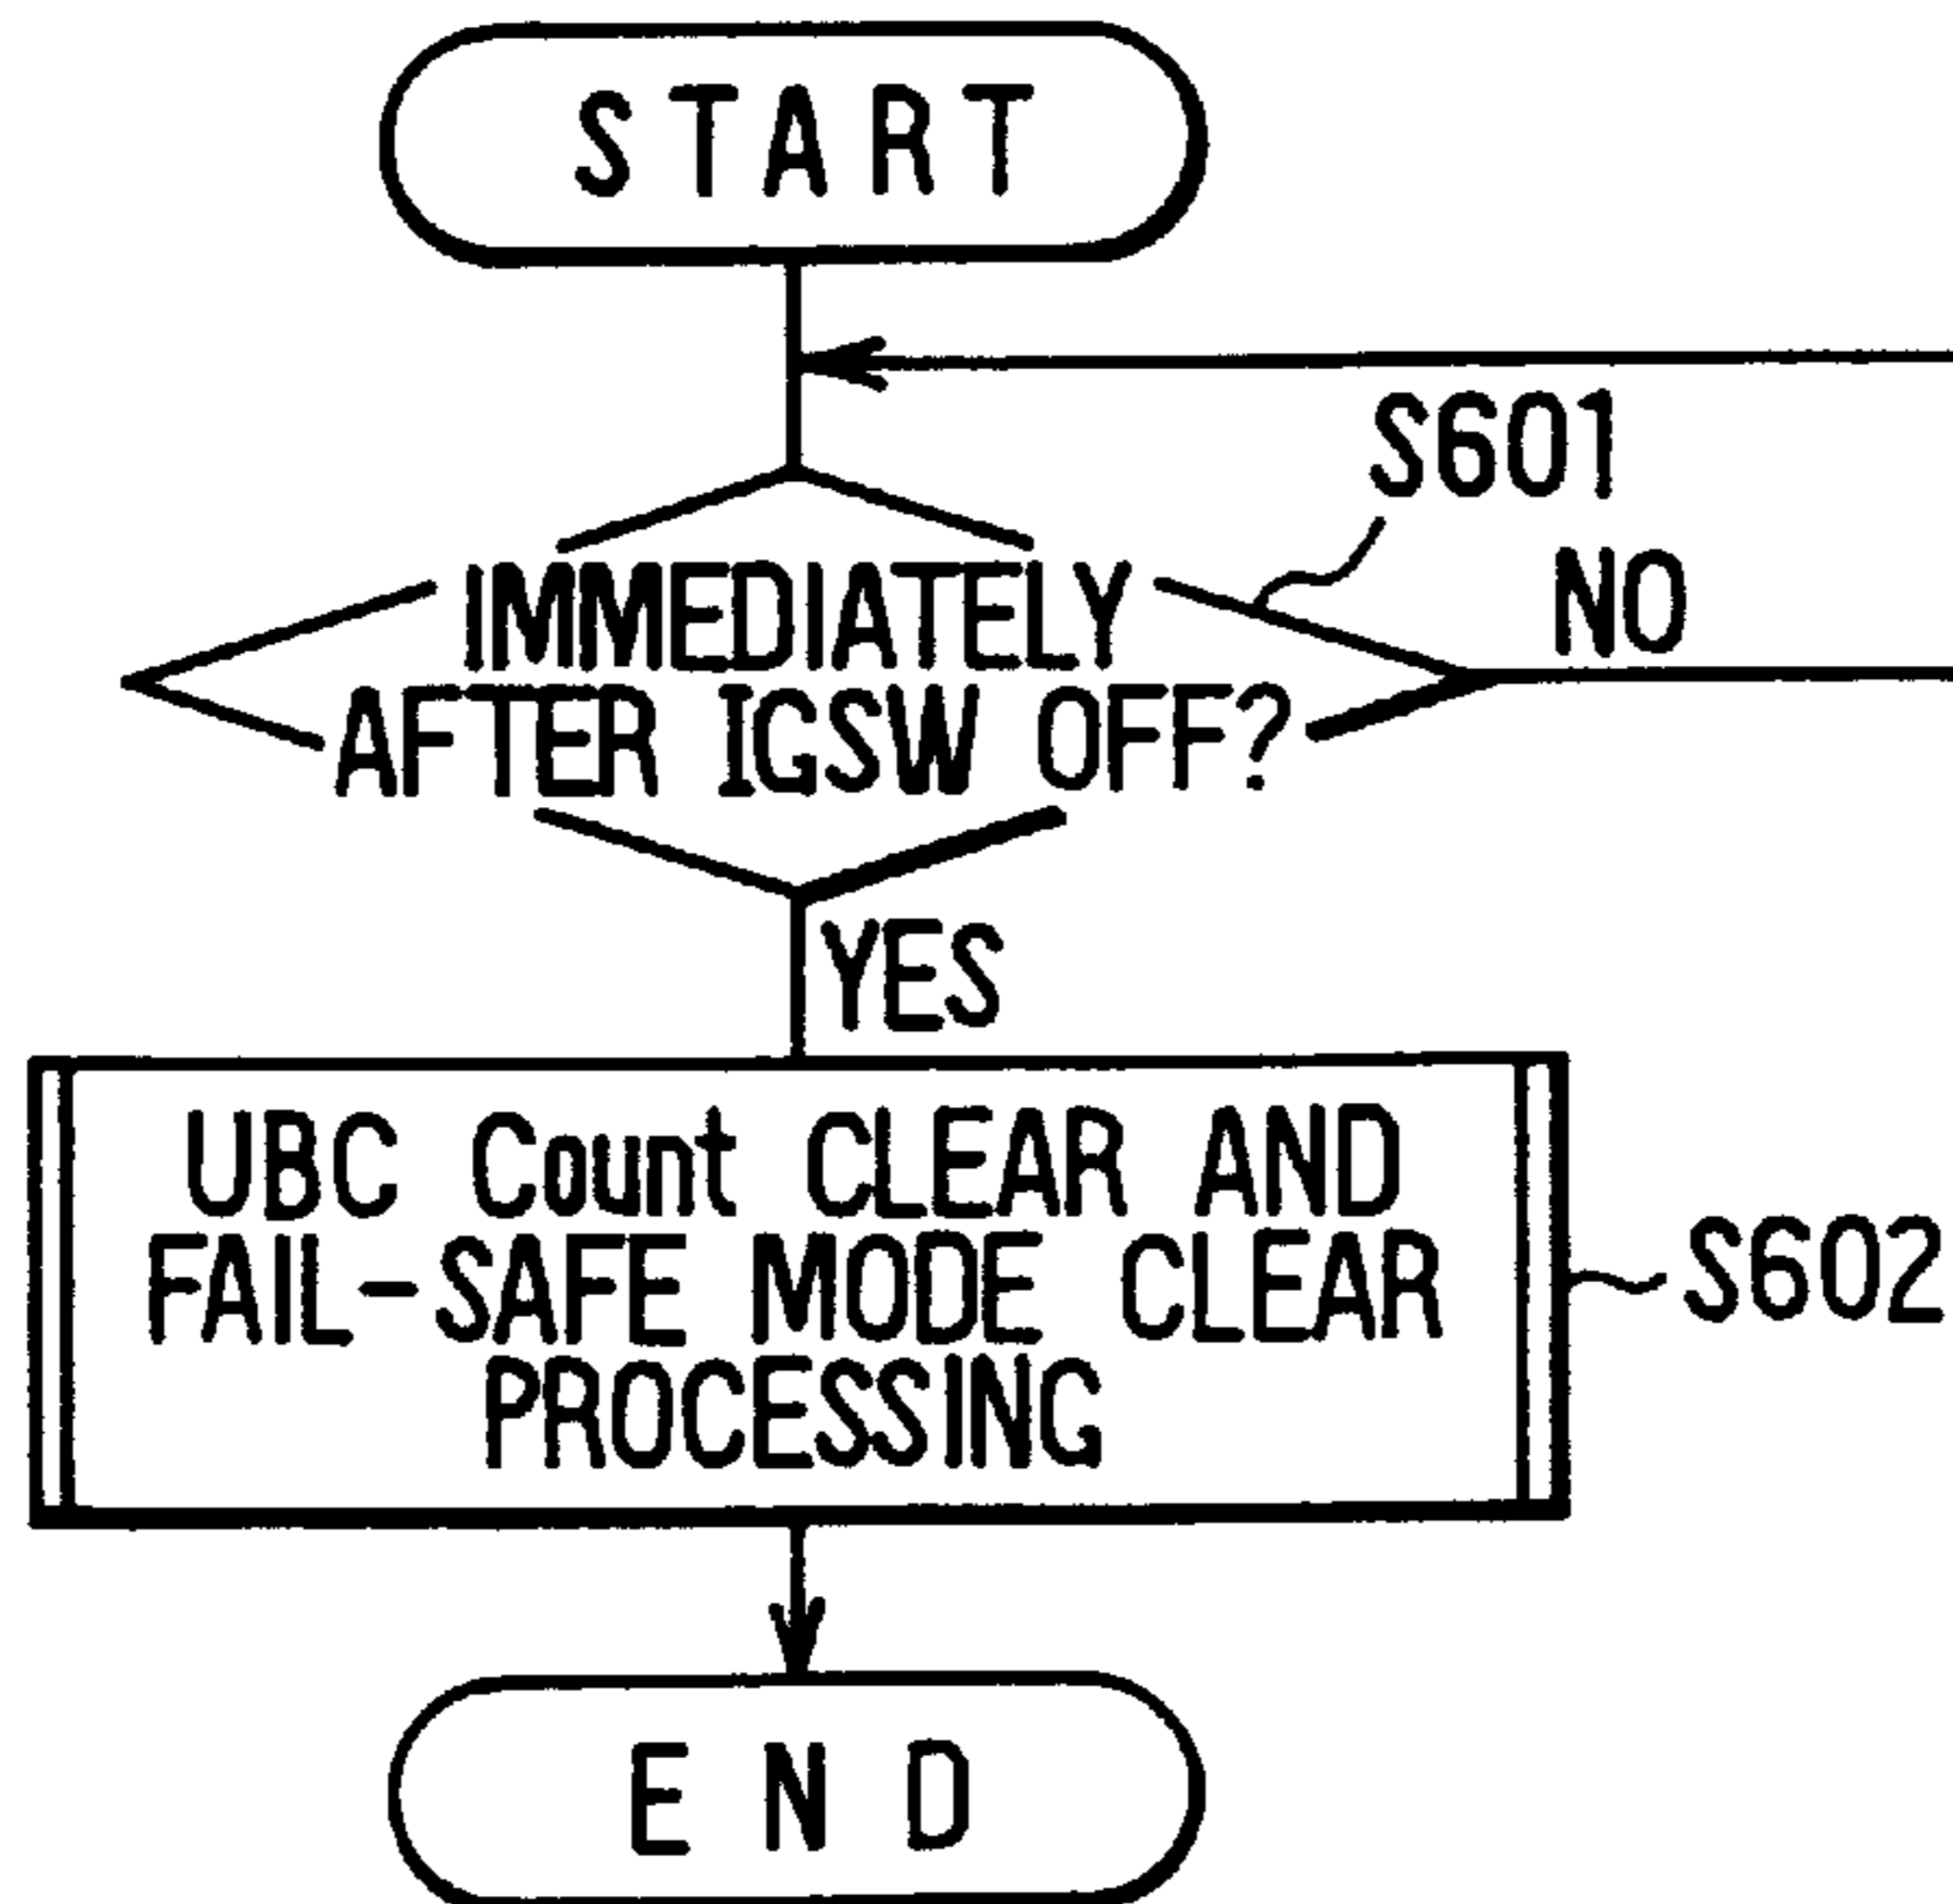 START
S601
IMMEDIATELY
NO
AFTER IGSW OFF?
YES
UBC Count CLEAR AND
FAIL-SAFE MODE CLEAR
S602
PROCESSING
END